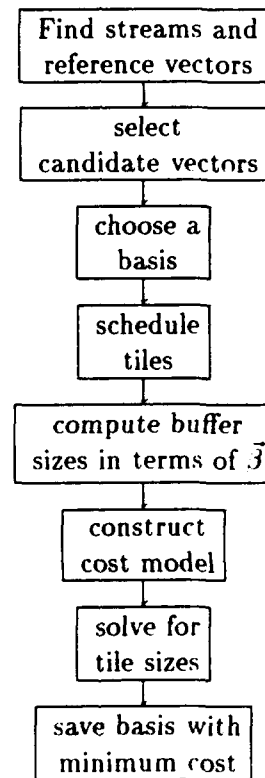 Find streams and
reference vectors
select
candidate vectors
choose a
basis
schedule
tiles
compute buffer
sizes in terms of β⃗
construct
cost model
solve for
tile sizes
save basis with
minimum cost